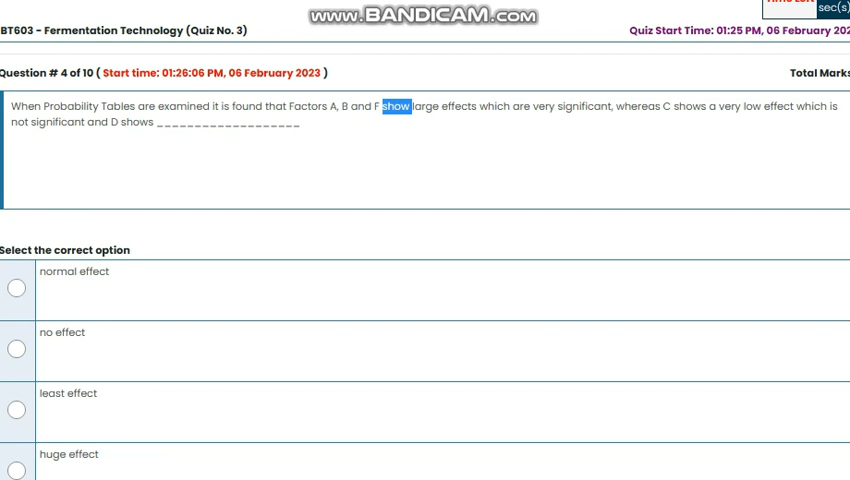 www.BANDICAM.com
sec(s)
BT603 - Fermentation Technology (Quiz No. 3)
Quiz Start Time: 01:25 PM, 06 February 202
Question # 4 of 10 ( Start time: 01:26:06 PM, 06 February 2023 )
Total Marks
When Probability Tables are examined it is found that Factors A, B and F show large effects which are very significant, whereas C shows a very low effect which is
not significant and D shows ___________________
Select the correct option
normal effect
no effect
least effect
huge effect